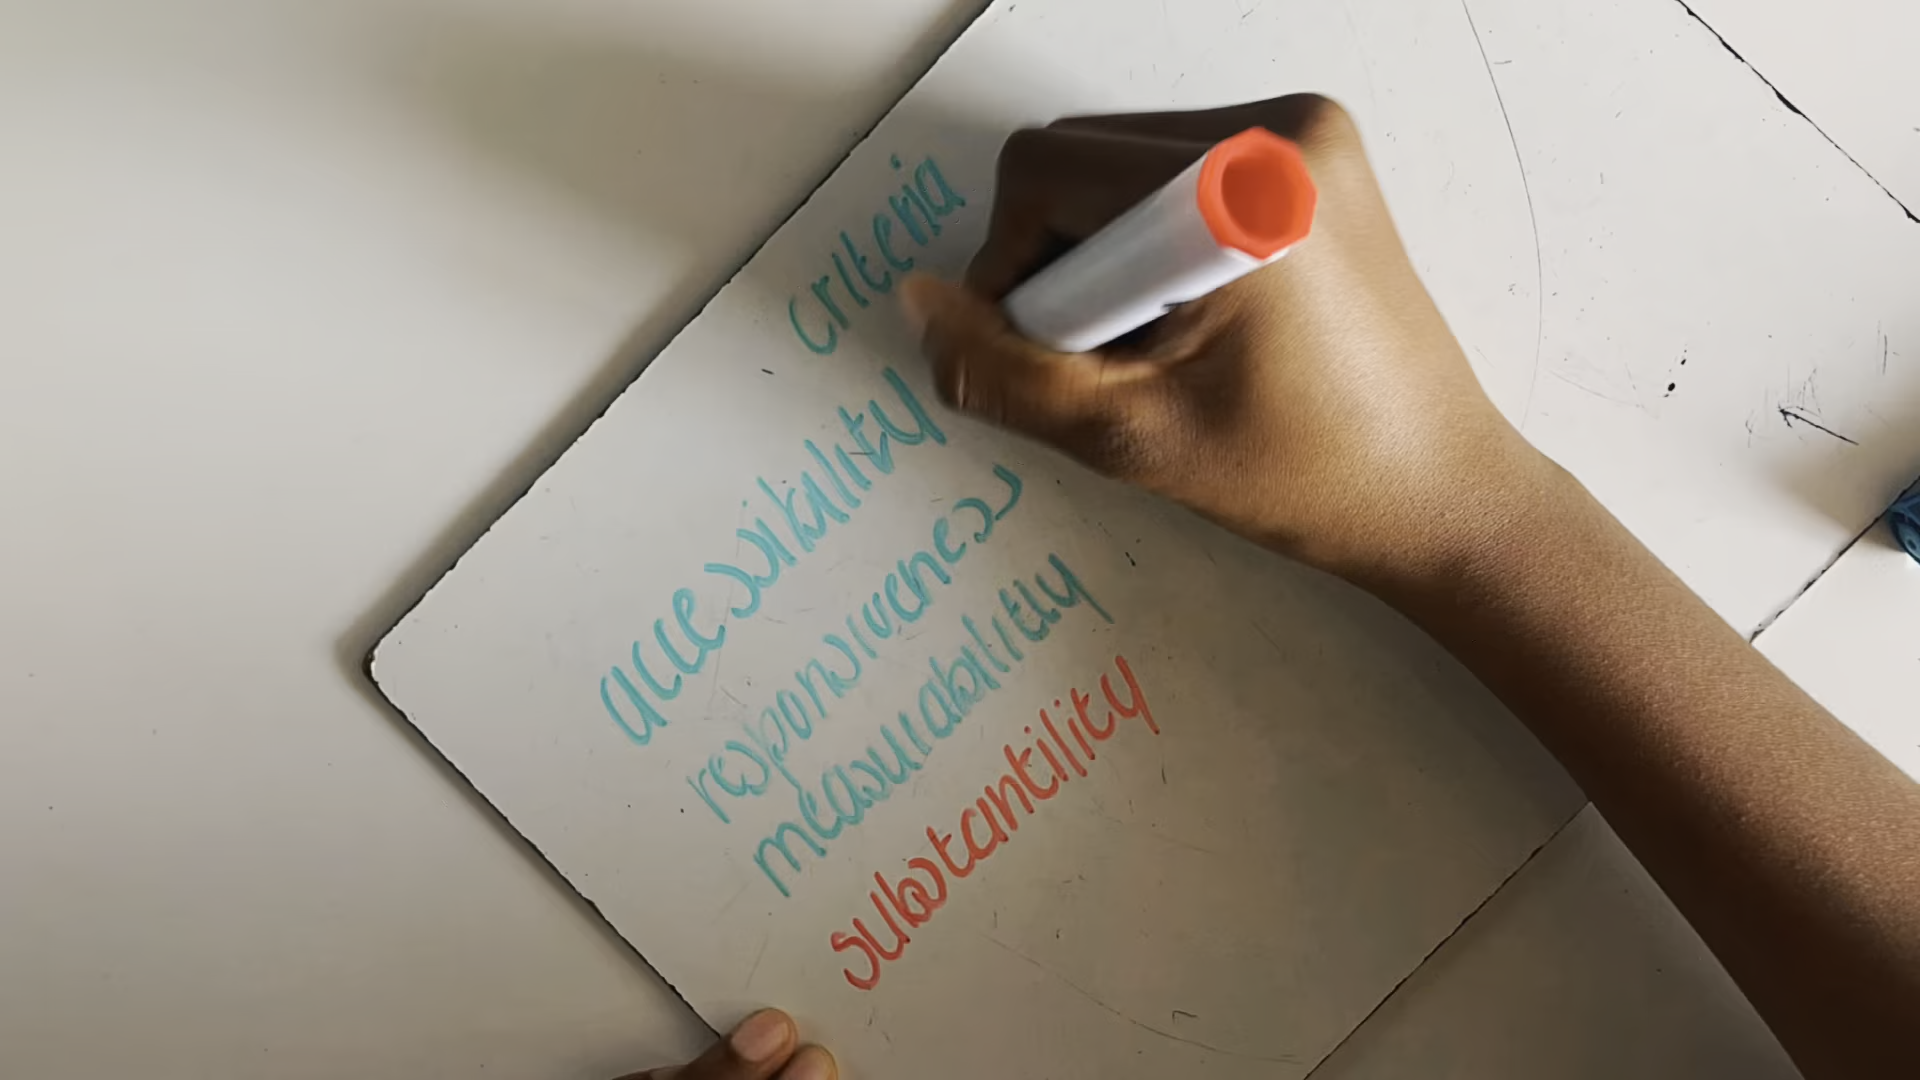 criteria
accessibility
responsiveness
measurability
substantility